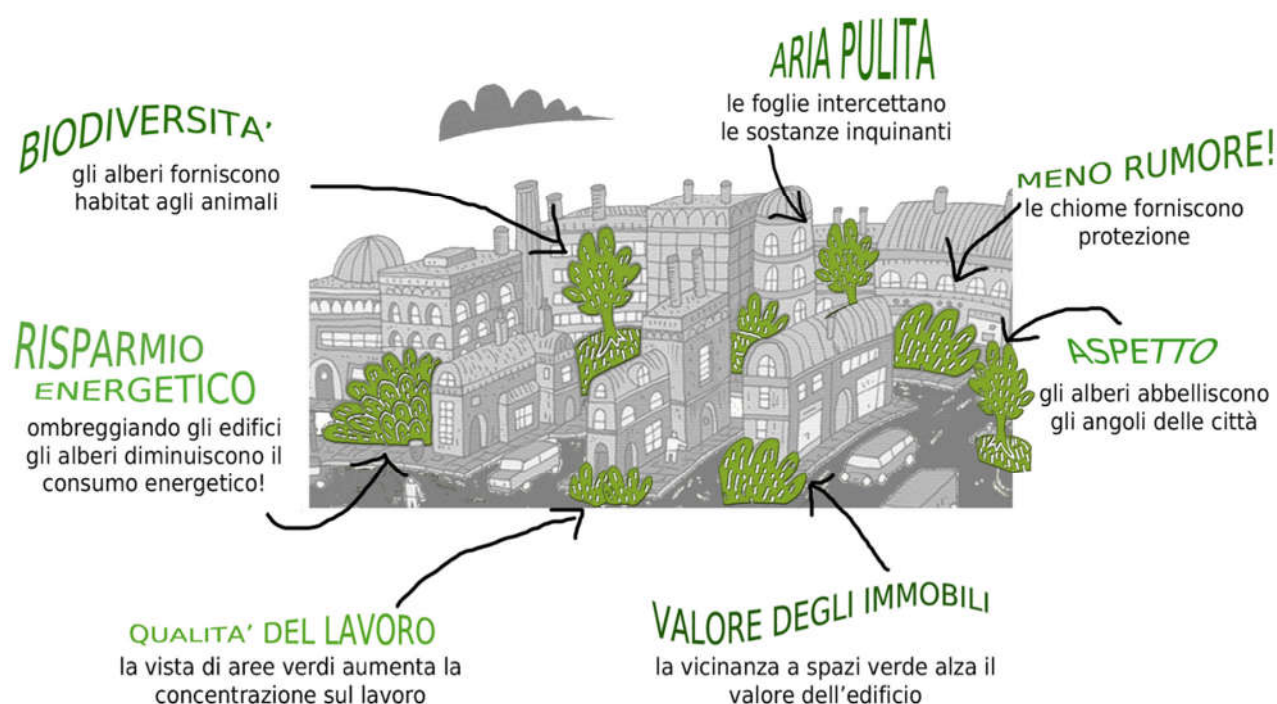 ARIA PULITA
le foglie intercettano
le sostanze inquinanti
BIODIVERSITA'
gli alberi forniscono
habitat agli animali
MENO RUMORE!
le chiome forniscono
protezione
RISPARMIO
ENERGETICO
ombreggiando gli edifici
gli alberi diminuiscono il
consumo energetico!
ASPETTO
gli alberi abbelliscono
gli angoli delle città
QUALITA' DEL LAVORO
la vista di aree verdi aumenta la
concentrazione sul lavoro
VALORE DEGLI IMMOBILI
la vicinanza a spazi verde alza il
valore dell'edificio